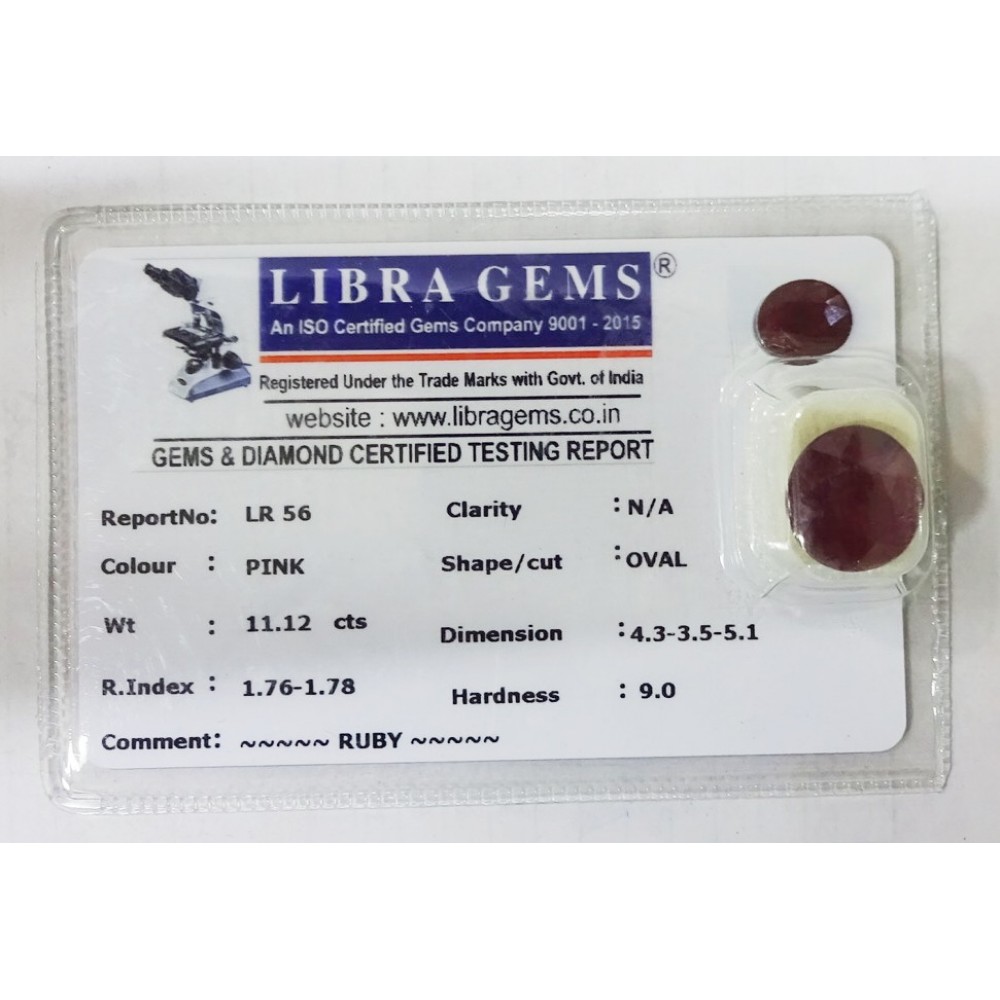 LIBRA GEMS ®
An ISO Certified Gems Company 9001 - 2015
Registered Under the Trade Marks with Govt. of India
website : www.libragems.co.in
GEMS & DIAMOND CERTIFIED TESTING REPORT
ReportNo: LR 56 Clarity : N/A
Colour : PINK Shape/cut : OVAL
Wt : 11.12 cts Dimension : 4.3-3.5-5.1
R.Index : 1.76-1.78 Hardness : 9.0
Comment: ~~~~~ RUBY ~~~~~